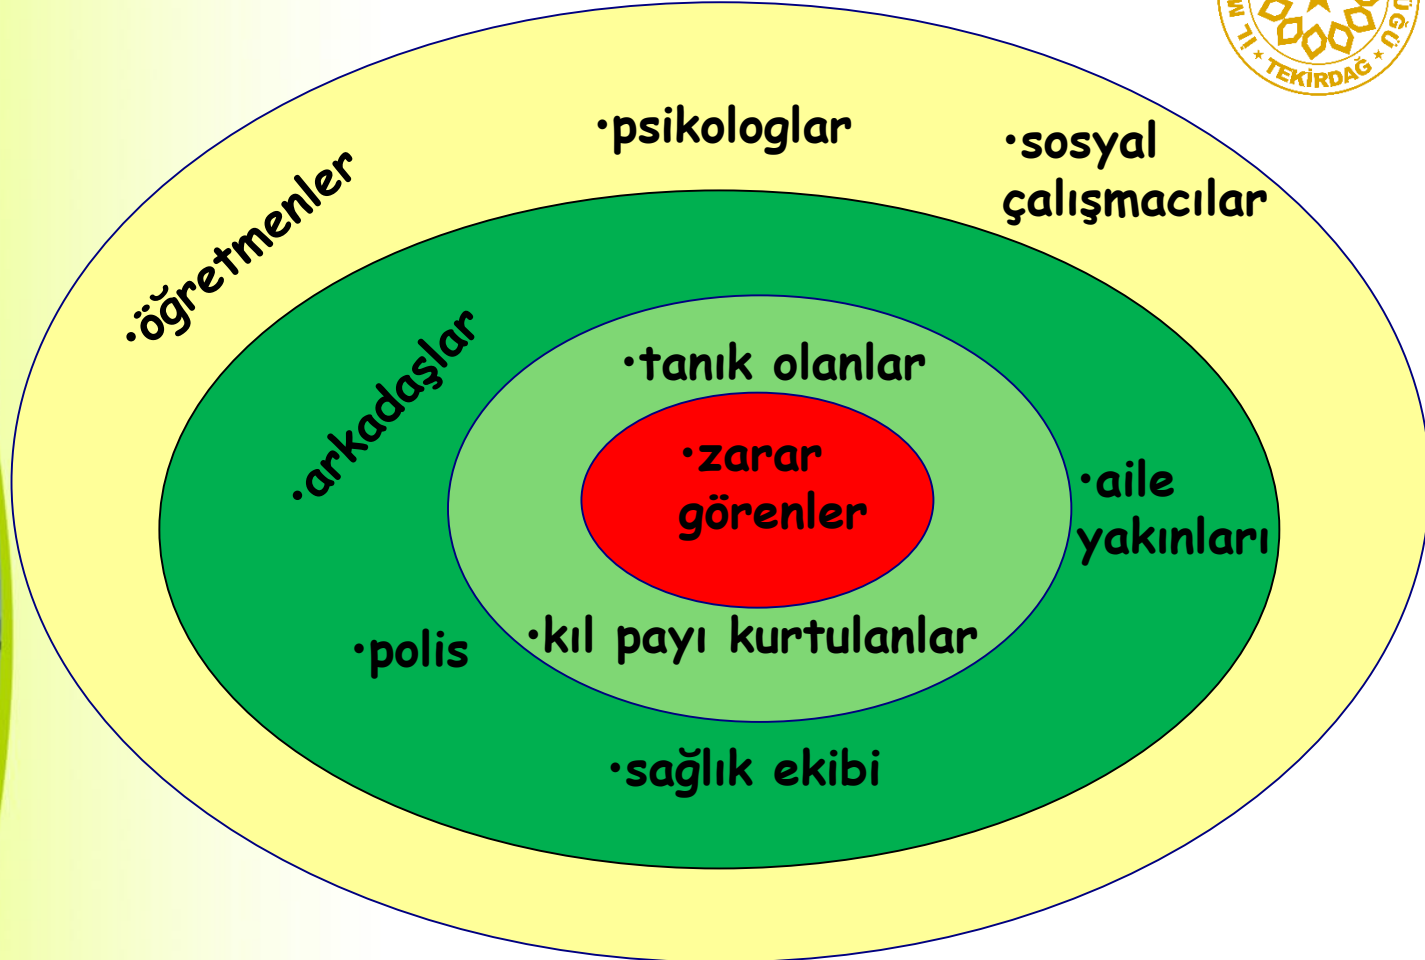 TEKİRDAĞ
•psikologlar
•sosyal
çalışmacılar
•öğretmenler
•arkadaşlar
•tanık olanlar
•zarar
görenler
•aile
yakınları
•kıl payı kurtulanlar
•polis
•sağlık ekibi